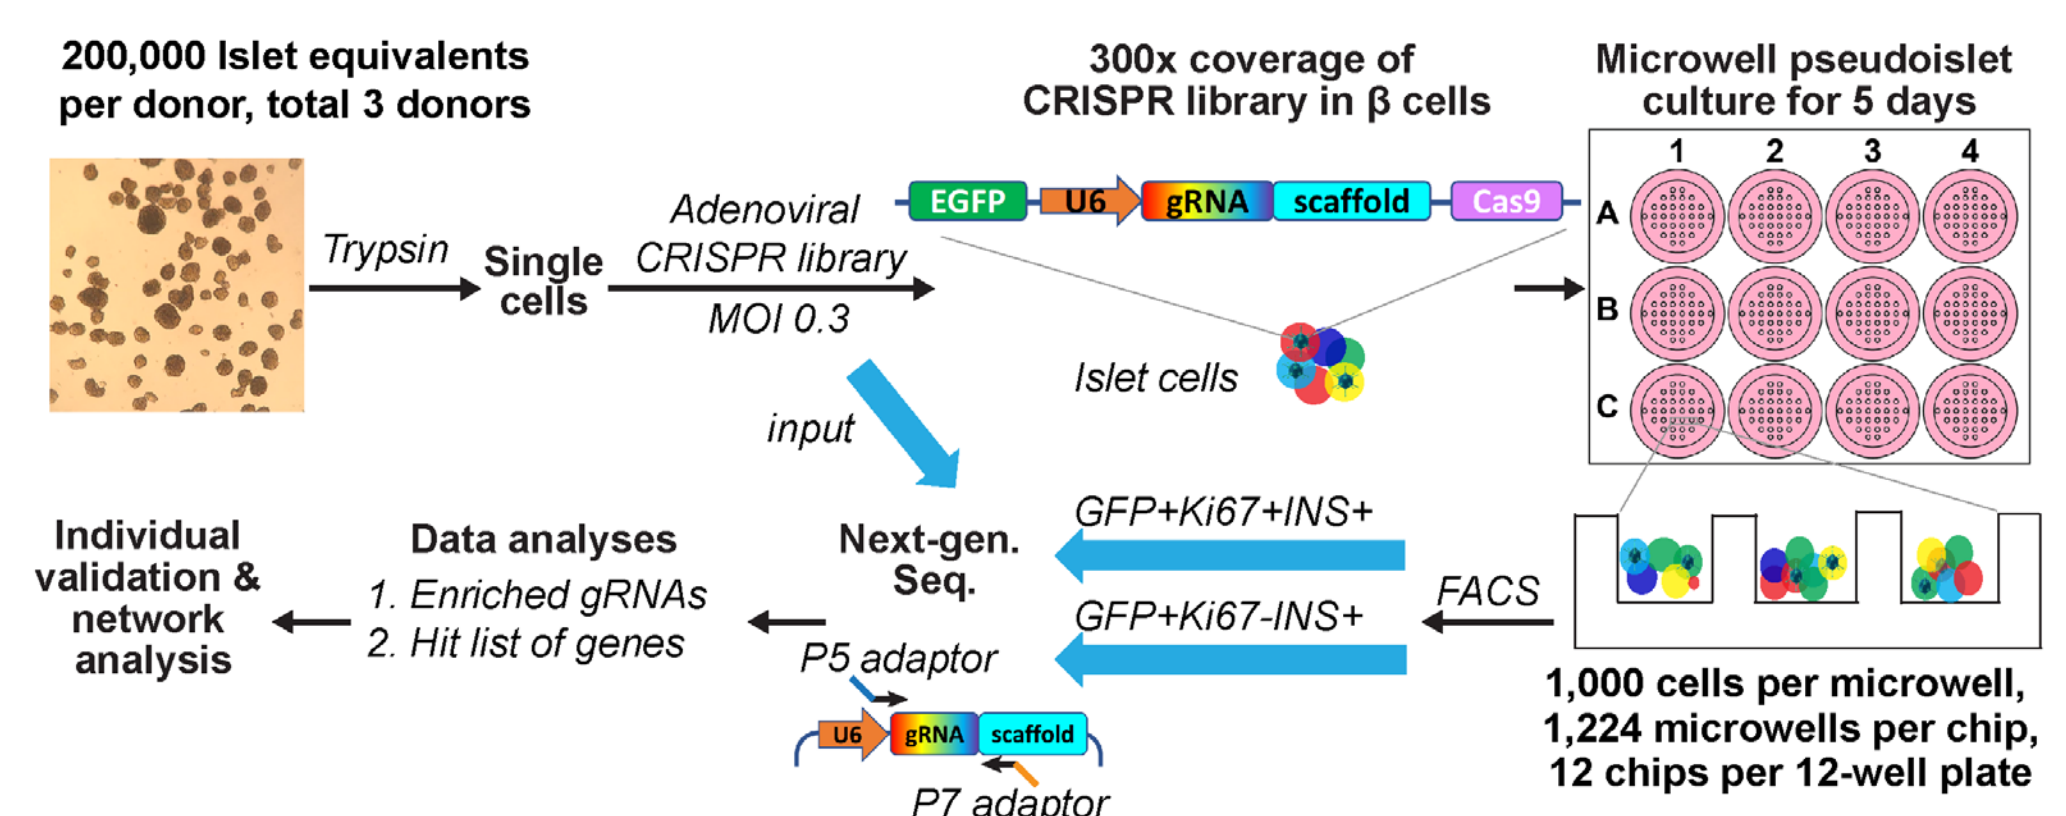 200,000 Islet equivalents
per donor, total 3 donors
Trypsin
Single
cells
Adenoviral
CRISPR library
MOI 0.3
300x coverage of
CRISPR library in β cells
EGFP
U6
gRNA
scaffold
Cas9
Islet cells
Microwell pseudoislet
culture for 5 days
1
2
3
4
A
B
C
1,000 cells per microwell,
1,224 microwells per chip,
12 chips per 12-well plate
FACS
GFP+Ki67+INS+
GFP+Ki67-INS+
input
Next-gen.
Seq.
P5 adaptor
U6
gRNA
scaffold
P7 adaptor
Data analyses
1. Enriched gRNAs
2. Hit list of genes
Individual
validation &
network
analysis